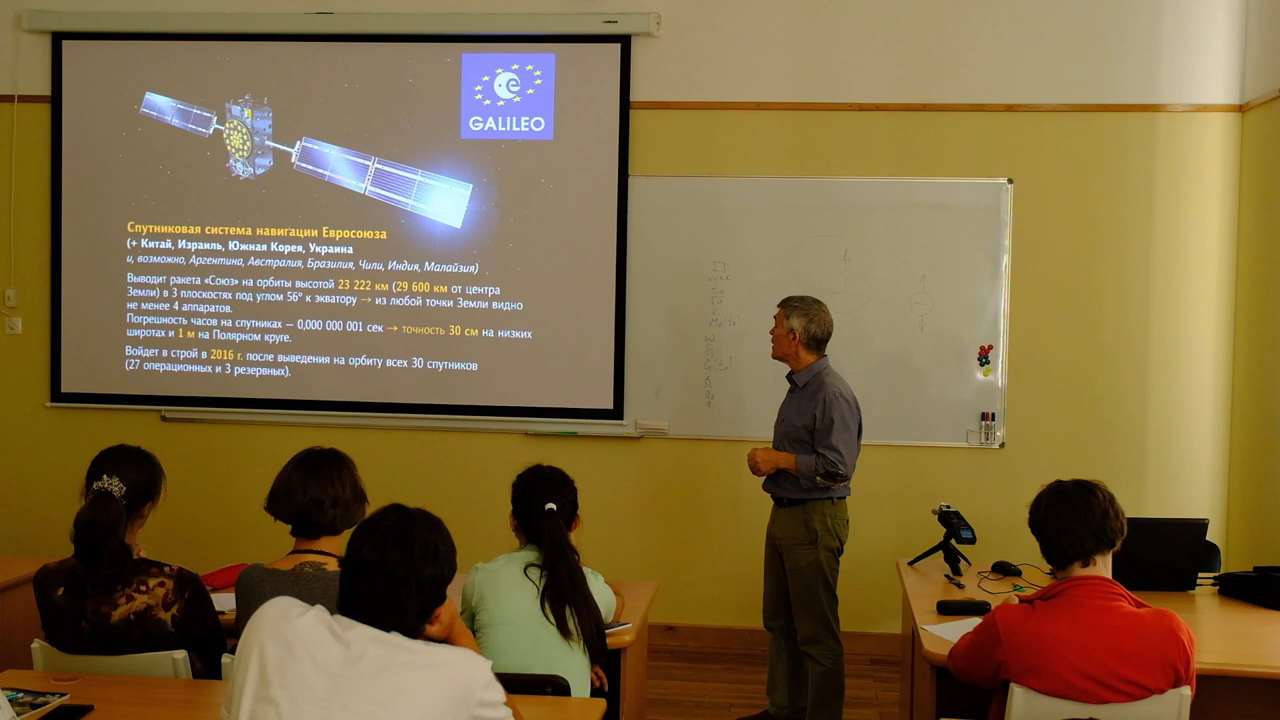 GALILEO
Спутниковая система навигации Евросоюза
(+ Китай, Израиль, Южная Корея, Украина
и, возможно, Аргентина, Австралия, Бразилия, Чили, Индия, Малайзия)
Выводит ракета «Союз» на орбиты высотой 23 222 км (29 600 км от центра
Земли) в 3 плоскостях под углом 56° к экватору → из любой точки Земли видно
не менее 4 аппаратов.
Погрешность часов на спутниках — 0,000 000 001 сек → точность 30 см на низких
широтах и 1 м на Полярном круге.
Войдет в строй в 2016 г. после выведения на орбиту всех 30 спутников
(27 операционных и 3 резервных).